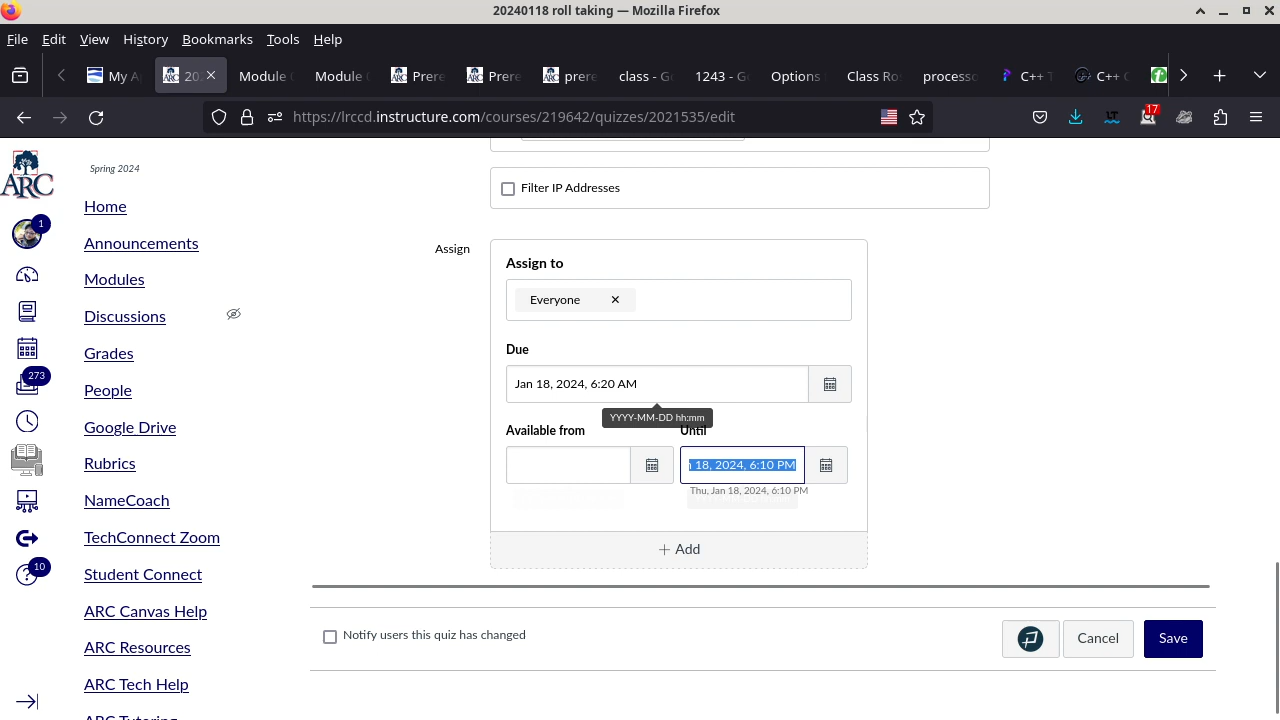 20240118 roll taking — Mozilla Firefox
File Edit View History Bookmarks Tools Help
My A 20 Module Module Prere Prere prere class - G 1243 - G Options Class Ro processo C++ T C++
https://lrccd.instructure.com/courses/219642/quizzes/2021535/edit 17
ARC
Spring 2024
Home
1
Announcements
Modules
Discussions
Grades
273
People
Google Drive
Rubrics
NameCoach
TechConnect Zoom
Student Connect
10
ARC Canvas Help
ARC Resources
ARC Tech Help
ARC Tutoring
Filter IP Addresses
Assign
Assign to
Everyone
Due
Jan 18, 2024, 6:20 AM
YYYY-MM-DD hh:mm
Available from Until
18, 2024, 6:10 PM
Thu, Jan 18, 2024, 6:10 PM
+ Add
Notify users this quiz has changed
Cancel Save